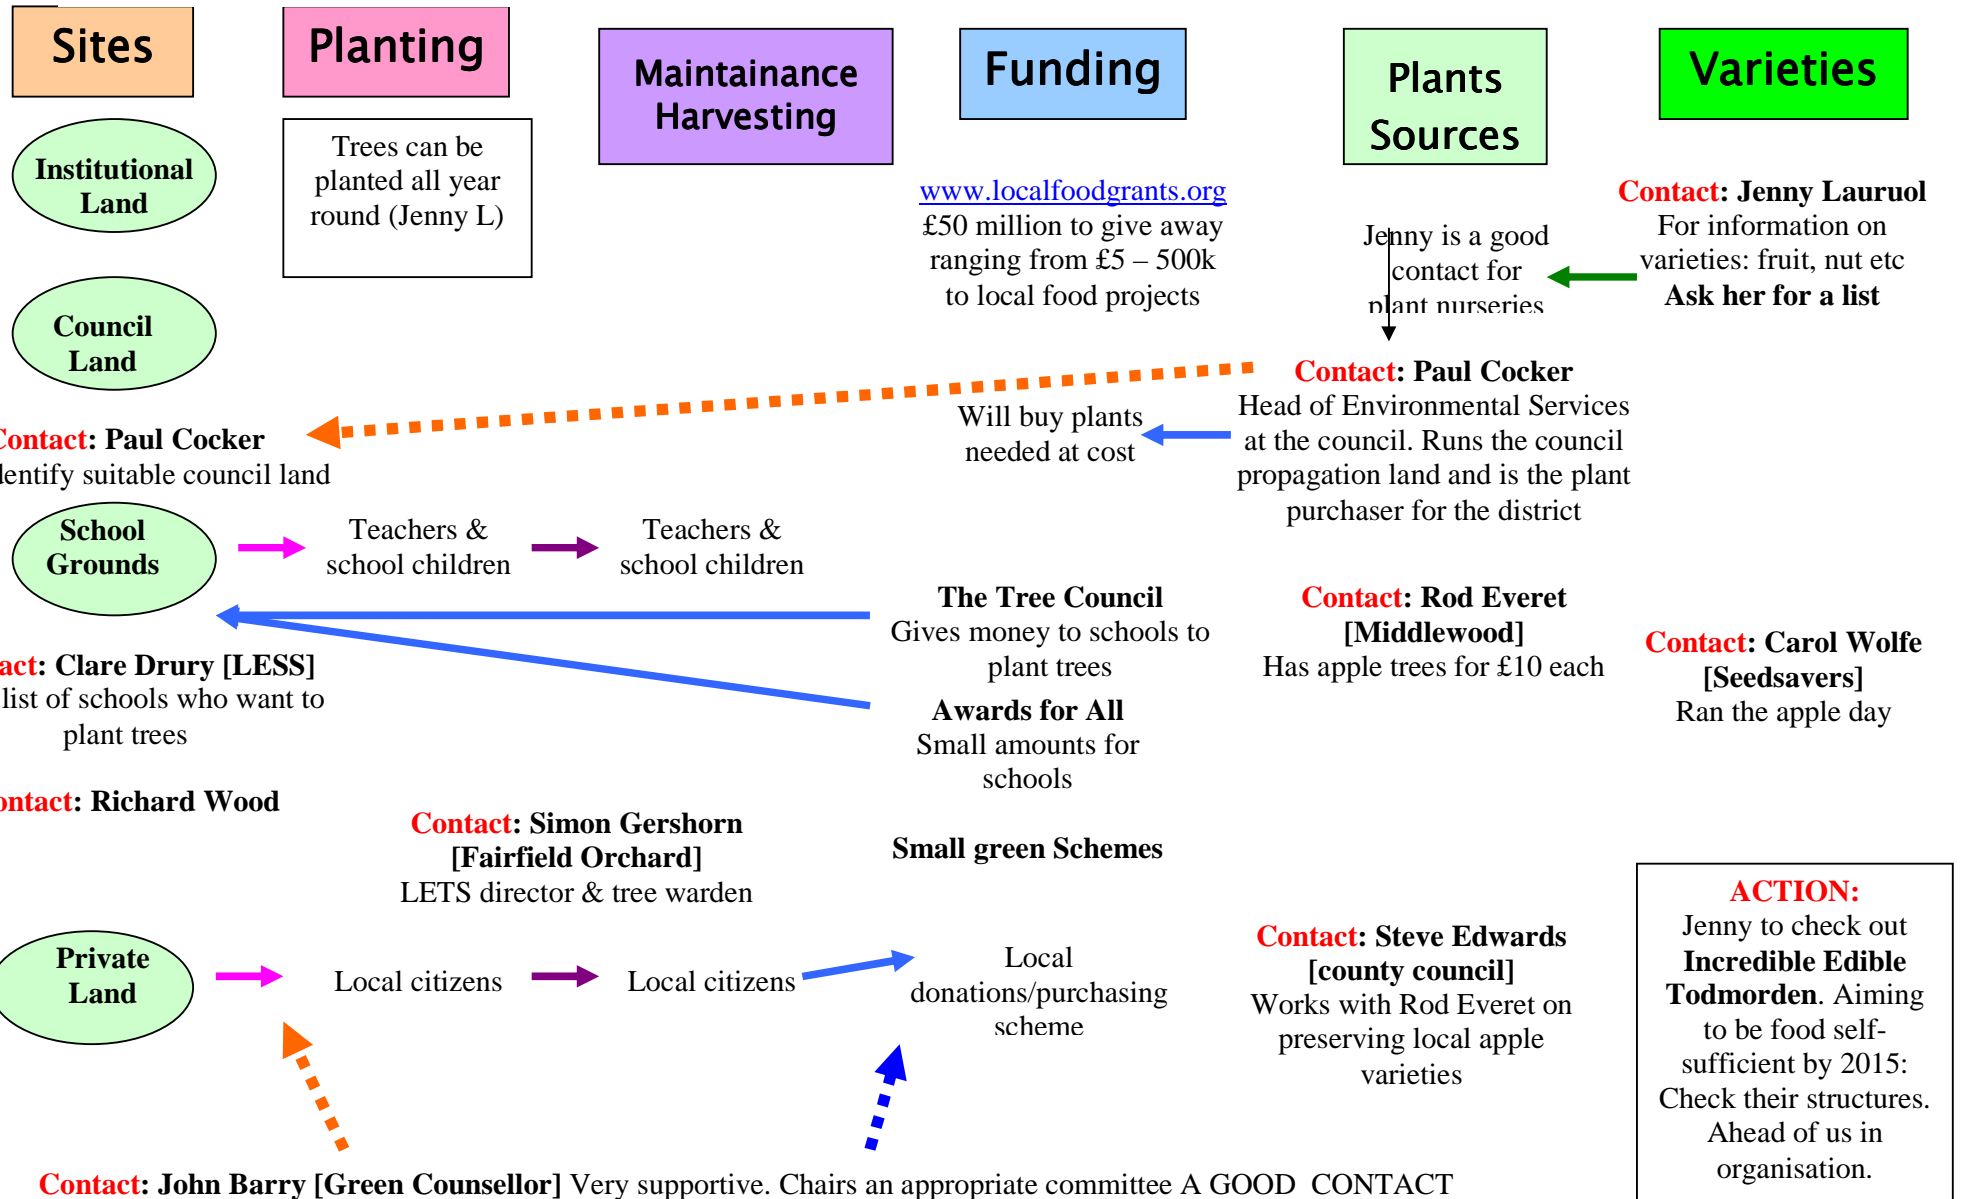 Sites
Planting
Maintainance
Harvesting
Funding
Plants
Sources
Varieties
Institutional
Land
Trees can be
planted all year
round (Jenny L)
www.localfoodgrants.org
£50 million to give away
ranging from £5 – 500k
to local food projects
Jenny is a good
contact for
plant nurseries
Contact: Jenny Lauruol
For information on
varieties: fruit, nut etc
Ask her for a list
Council
Land
Contact: Paul Cocker
dentify suitable council land
Will buy plants
needed at cost
Contact: Paul Cocker
Head of Environmental Services
at the council. Runs the council
propagation land and is the plant
purchaser for the district
School
Grounds
Teachers &
school children
Teachers &
school children
The Tree Council
Gives money to schools to
plant trees
Contact: Rod Everet
[Middlewood]
Has apple trees for £10 each
Contact: Carol Wolfe
[Seedsavers]
Ran the apple day
act: Clare Drury [LESS]
list of schools who want to
plant trees
Awards for All
Small amounts for
schools
ontact: Richard Wood
Contact: Simon Gershorn
[Fairfield Orchard]
LETS director & tree warden
Small green Schemes
Private
Land
Local citizens
Local citizens
Local
donations/purchasing
scheme
Contact: Steve Edwards
[county council]
Works with Rod Everet on
preserving local apple
varieties
ACTION:
Jenny to check out
Incredible Edible
Todmorden. Aiming
to be food self-
sufficient by 2015:
Check their structures.
Ahead of us in
organisation.
Contact: John Barry [Green Counsellor] Very supportive. Chairs an appropriate committee A GOOD CONTACT